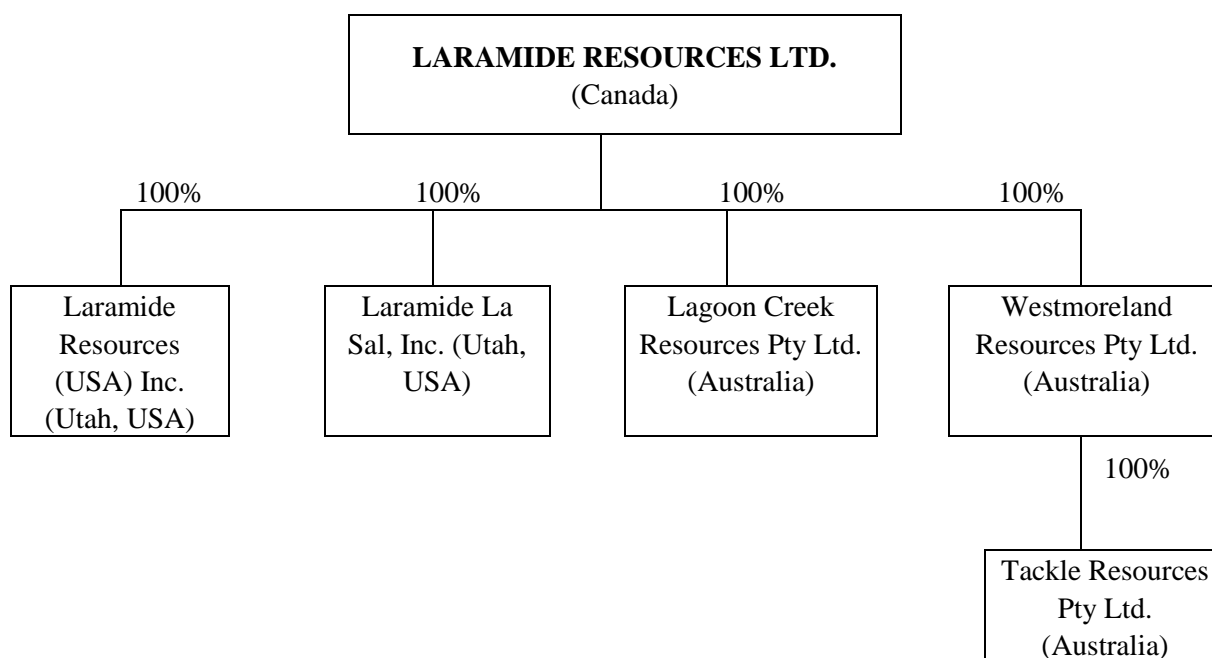 LARAMIDE RESOURCES LTD.
(Canada)
100%
100%
100%
100%
Laramide
Resources
(USA) Inc.
(Utah, USA)
Laramide La
Sal, Inc. (Utah,
USA)
Lagoon Creek
Resources Pty Ltd.
(Australia)
Westmoreland
Resources Pty Ltd.
(Australia)
100%
Tackle Resources
Pty Ltd.
(Australia)